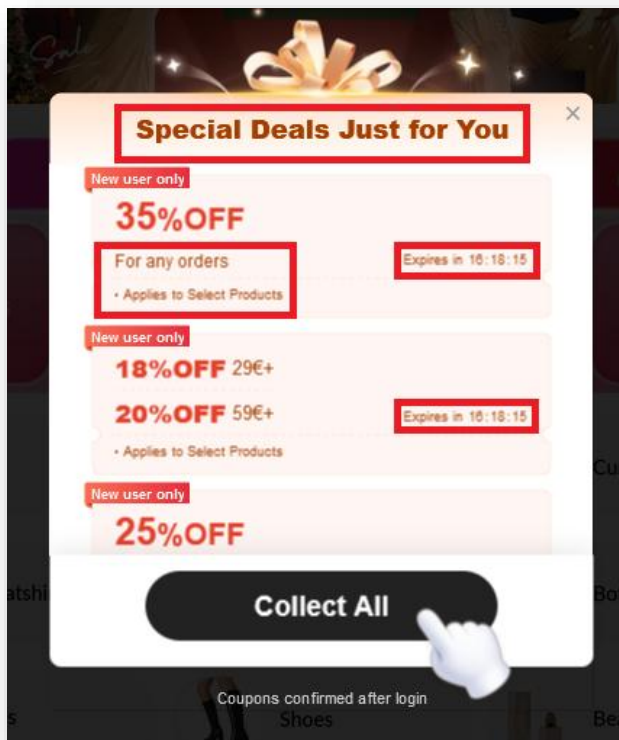 Sale
Special Deals Just for You
New user only
35%OFF
For any orders
Expires in 16:18:15
• Applies to Select Products
New user only
18%OFF 29€+
20%OFF 59€+
Expires in 16:18:15
• Applies to Select Products
New user only
25%OFF
Collect All
Coupons confirmed after login
Shoes